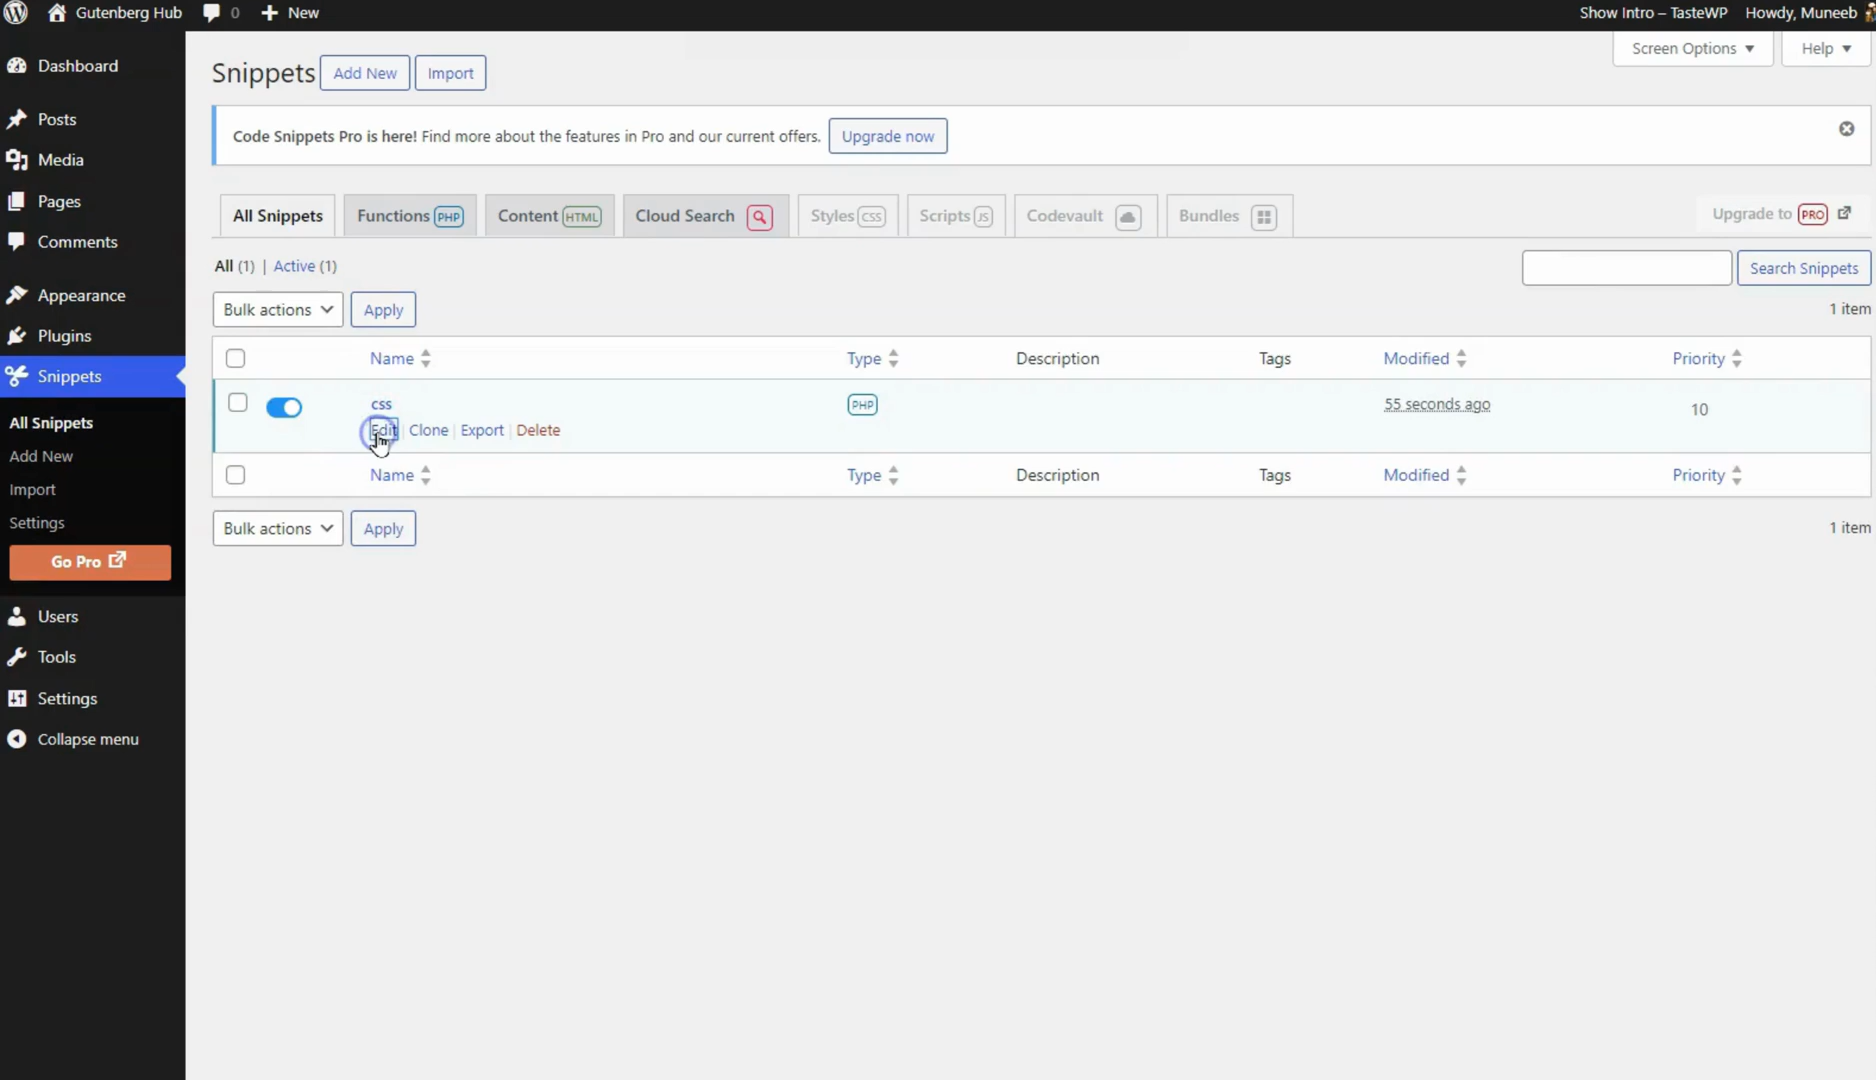 Gutenberg Hub 0 New Show Intro – TasteWP Howdy, Muneeb
Dashboard
Posts
Media
Pages
Comments
Appearance
Plugins
Snippets
All Snippets
Add New
Import
Settings
Go Pro
Users
Tools
Settings
Collapse menu
Screen Options Help
Snippets Add New Import
Code Snippets Pro is here! Find more about the features in Pro and our current offers. Upgrade now
All Snippets Functions PHP Content HTML Cloud Search Styles CSS Scripts JS Codevault Bundles Upgrade to PRO
All (1) | Active (1)
Search Snippets
Bulk actions Apply 1 item
Name Type Description Tags Modified Priority
css PHP 55 seconds ago 10
Edit | Clone | Export | Delete
Name Type Description Tags Modified Priority
Bulk actions Apply 1 item